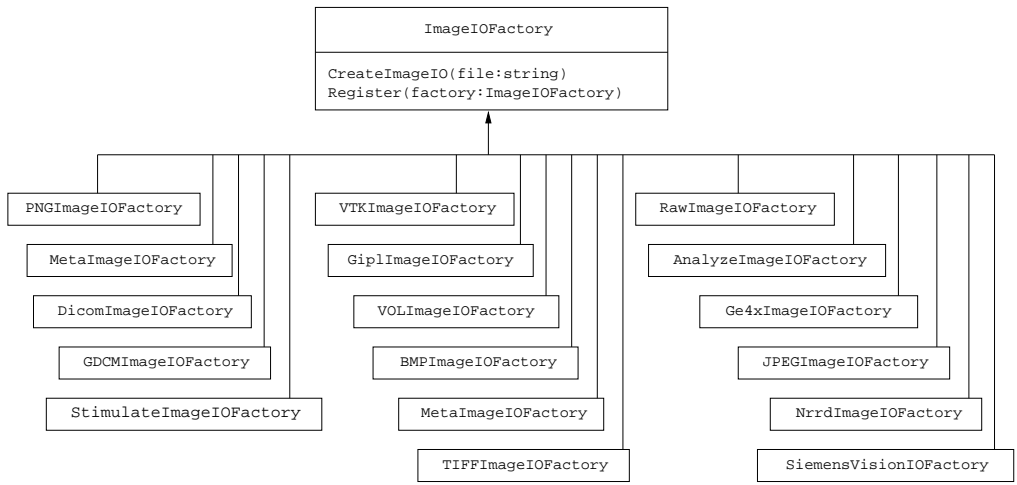 ImageIOFactory
CreateImageIO(file:string)
Register(factory:ImageIOFactory)
PNGImageIOFactory
VTKImageIOFactory
RawImageIOFactory
MetaImageIOFactory
GiplImageIOFactory
AnalyzeImageIOFactory
DicomImageIOFactory
VOLImageIOFactory
Ge4xImageIOFactory
GDCMImageIOFactory
BMPImageIOFactory
JPEGImageIOFactory
StimulateImageIOFactory
MetaImageIOFactory
NrrdImageIOFactory
TIFFImageIOFactory
SiemensVisionIOFactory